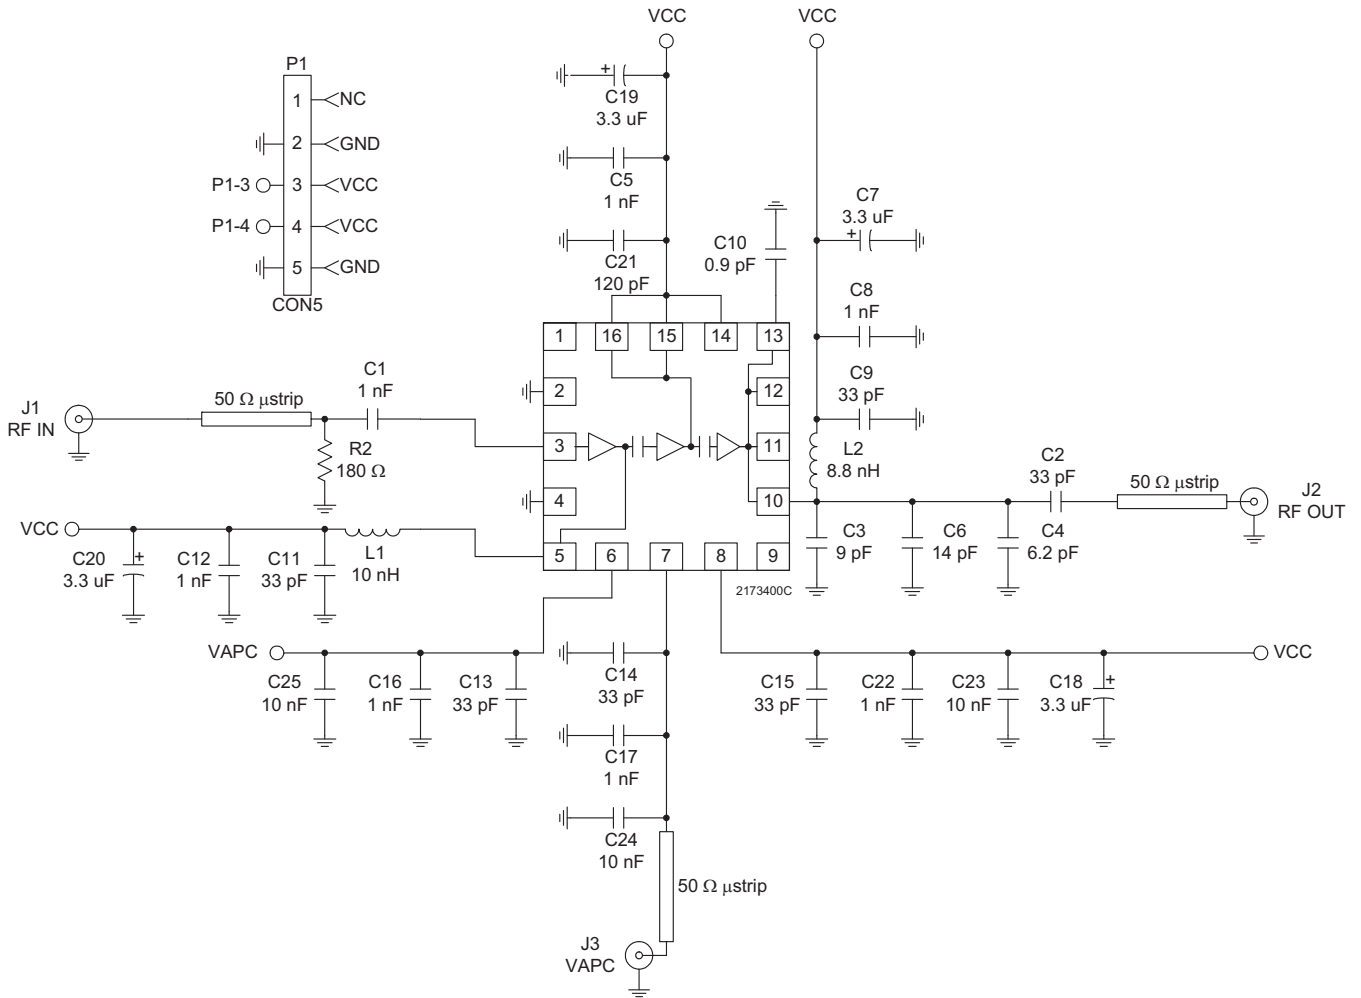 VCC
VCC
P1
1
NC
2
GND
P1-3
3
VCC
P1-4
4
VCC
5
GND
CON5
+
C19
3.3 uF
C5
1 nF
C21
120 pF
C10
0.9 pF
C7
3.3 uF
+
C8
1 nF
C9
33 pF
L2
8.8 nH
1
16
15
14
13
2
12
3
11
4
10
5
6
7
8
9
2173400C
J1
RF IN
50 Ω μstrip
C1
1 nF
R2
180 Ω
C2
33 pF
50 Ω μstrip
J2
RF OUT
C3
9 pF
C6
14 pF
C4
6.2 pF
VCC
C20
3.3 uF
+
C12
1 nF
C11
33 pF
L1
10 nH
VAPC
C25
10 nF
C16
1 nF
C13
33 pF
C14
33 pF
C17
1 nF
C24
10 nF
C15
33 pF
C22
1 nF
C23
10 nF
C18
3.3 uF
+
VCC
50 Ω μstrip
J3
VAPC